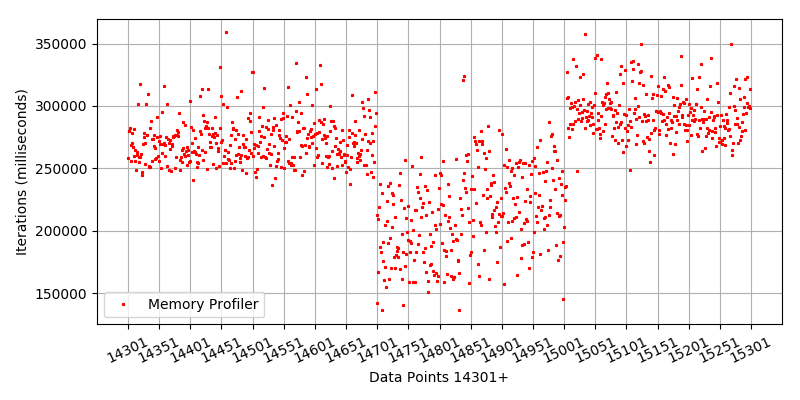 350000
300000
250000
200000
150000
Iterations (milliseconds)
Memory Profiler
14301 14351 14401 14451 14501 14551 14601 14651 14701 14751 14801 14851 14901 14951 15001 15051 15101 15151 15201 15251 15301
Data Points 14301+